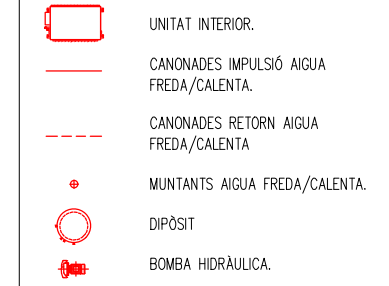 UNITAT INTERIOR.
CANONADES IMPULSIÓ AIGUA
FREDA/CALENTA.
CANONADES RETORN AIGUA
FREDA/CALENTA
MUNTANTS AIGUA FREDA/CALENTA.
DIPÒSIT
BOMBA HIDRÀULICA.